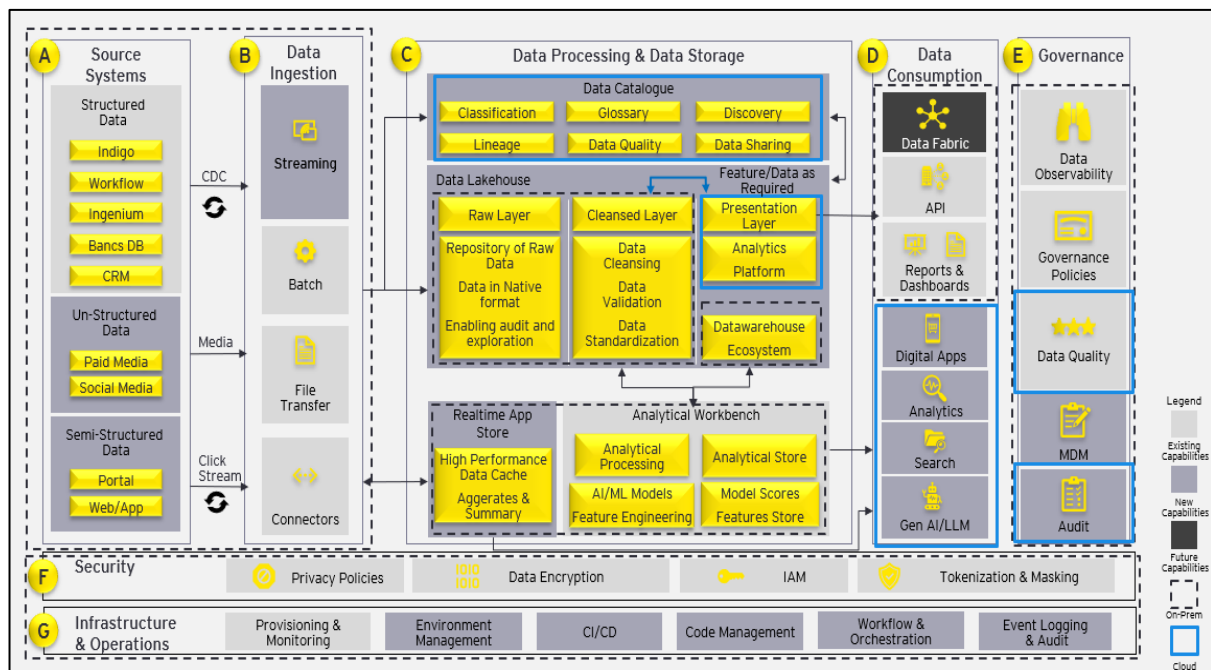 A
Source
Systems
Structured
Data
Indigo
Workflow
Ingenium
Bancs DB
CRM
Un-Structured
Data
Paid Media
Social Media
Semi-Structured
Data
Portal
Web/App
CDC
Media
Click
Stream
B
Data
Ingestion
Streaming
Batch
File
Transfer
Connectors
C
Data Processing & Data Storage
Data Catalogue
Classification
Glossary
Discovery
Lineage
Data Quality
Data Sharing
Data Lakehouse
Feature/Data as
Required
Raw Layer
Repository of Raw
Data
Data in Native
format
Enabling audit and
exploration
Cleansed Layer
Data
Cleansing
Data
Validation
Data
Standardization
Presentation
Layer
Analytics
Platform
Datawarehouse
Ecosystem
Realtime App
Store
High Performance
Data Cache
Aggerates &
Summary
Analytical Workbench
Analytical
Processing
Analytical Store
AI/ML Models
Feature Engineering
Model Scores
Features Store
D
Data
Consumption
Data Fabric
API
Reports &
Dashboards
Digital Apps
Analytics
Search
Gen AI/LLM
E
Governance
Data
Observability
Governance
Policies
Data Quality
MDM
Audit
Legend
Existing
Capabilities
New
Capabilities
Future
Capabilities
On-Prem
Cloud
F
Security
Privacy Policies
1010
1010
Data Encryption
IAM
Tokenization & Masking
G
Infrastructure
& Operations
Provisioning &
Monitoring
Environment
Management
CI/CD
Code Management
Workflow &
Orchestration
Event Logging
& Audit